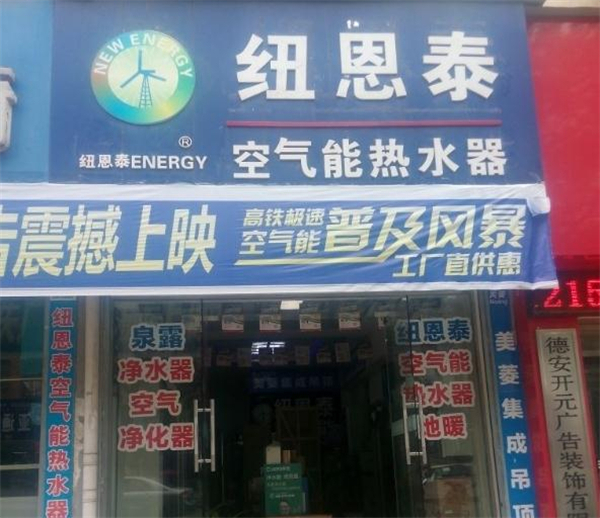 NEW ENERGY
®
纽恩泰ENERGY
纽恩泰
空气能热水器
震撼上映
高铁极速
空气能
普及风暴
工厂直供惠
纽恩泰空气能热水器
泉露
净水器
空气
净化器
纽恩泰
空气能
热水器
地暖
美菱集成吊顶
215
德安开元广告装饰有限